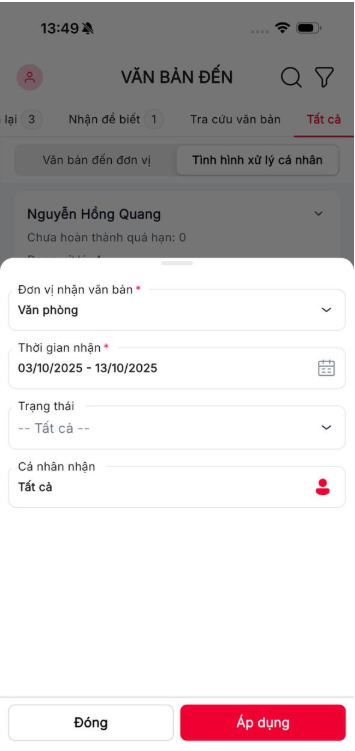 13:49
VĂN BẢN ĐẾN
lại 3 Nhận để biết 1 Tra cứu văn bản Tất cả
Văn bản đến đơn vị Tình hình xử lý cá nhân
Nguyễn Hồng Quang
Chưa hoàn thành quá hạn: 0
Đơn vị nhận văn bản *
Văn phòng
Thời gian nhận *
03/10/2025 - 13/10/2025
Trạng thái
-- Tất cả --
Cá nhân nhận
Tất cả
Đóng Áp dụng